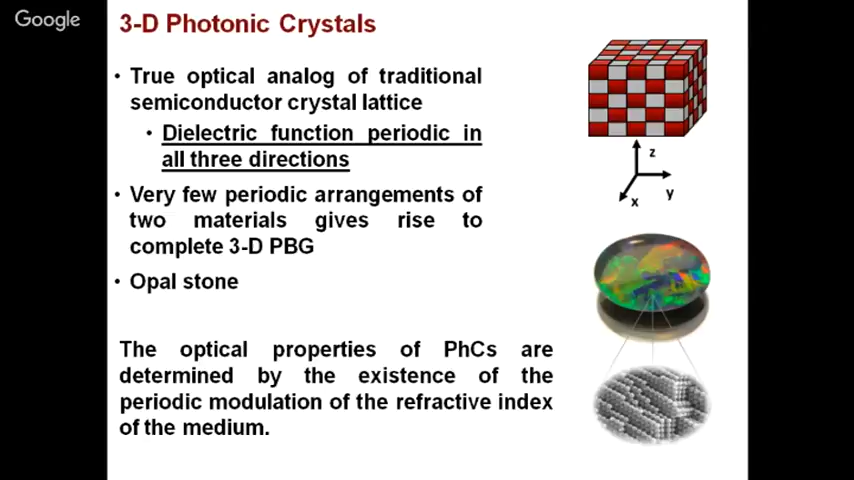 Google
3-D Photonic Crystals
• True optical analog of traditional
semiconductor crystal lattice
• Dielectric function periodic in
all three directions
• Very few periodic arrangements of
two materials gives rise to
complete 3-D PBG
• Opal stone
The optical properties of PhCs are
determined by the existence of the
periodic modulation of the refractive index
of the medium.
z
y
x